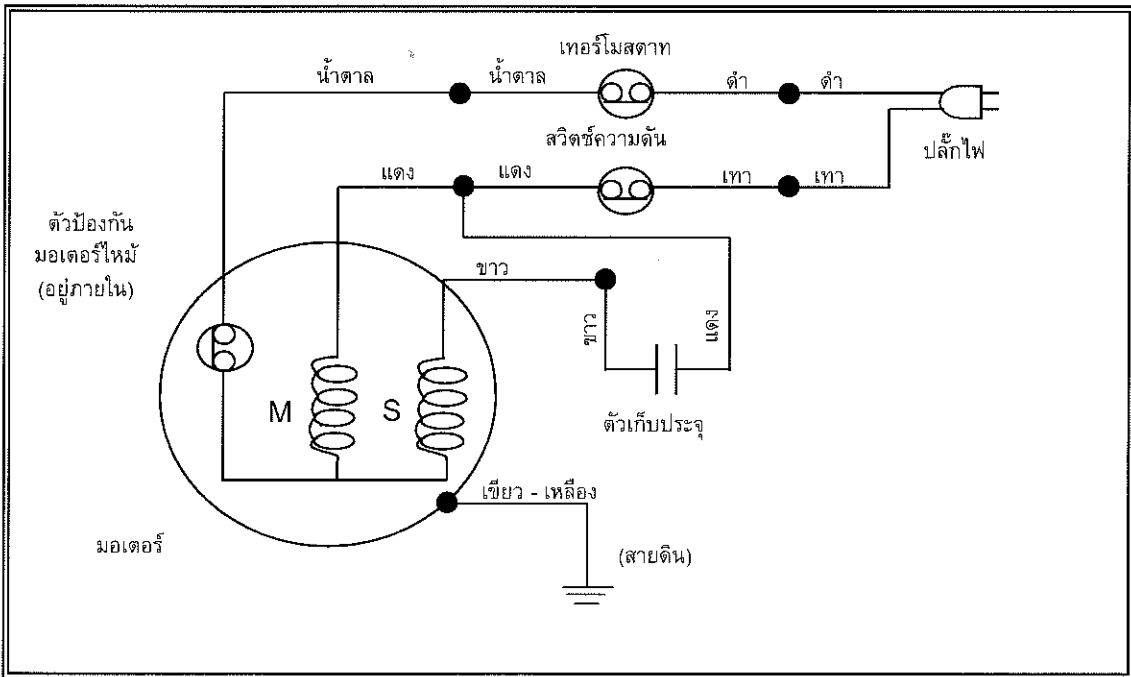 เทอร์โมสตาท
น้ำตาล น้ำตาล ดำ ดำ
สวิตช์ความดัน
ปลั๊กไฟ
แดง แดง เทา เทา
ตัวป้องกัน
มอเตอร์ไหม้
(อยู่ภายใน)
ขาว
ขาว
แดง
M S
ตัวเก็บประจุ
เขียว - เหลือง
มอเตอร์
(สายดิน)